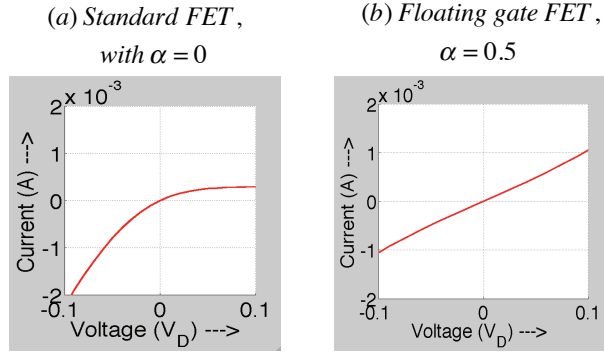 (a) Standard FET,
with α = 0
2 x 10⁻³
1
0
-1
-2
-0.1 0 0.1
Current (A) --->
Voltage (V_D) --->
(b) Floating gate FET,
α = 0.5
2 x 10⁻³
1
0
-1
-2
-0.1 0 0.1
Current (A) --->
Voltage (V_D) --->